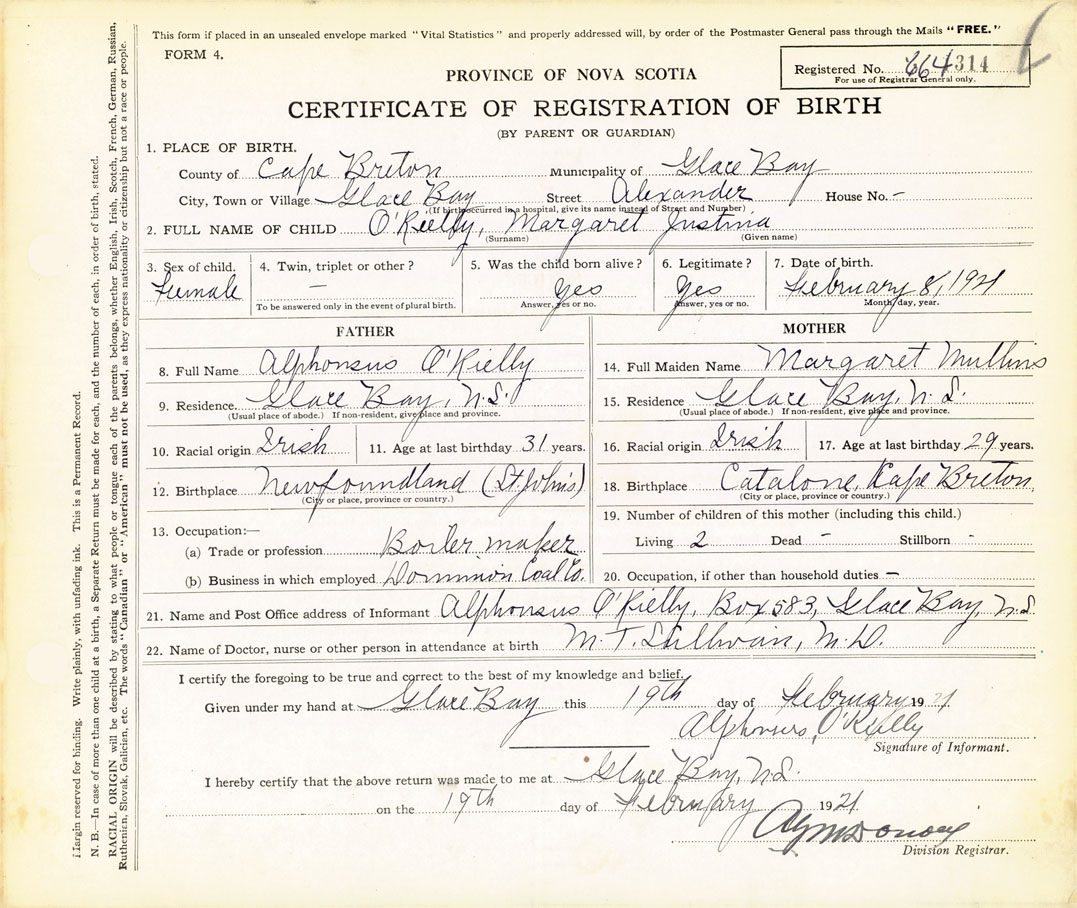 This form if placed in an unsealed envelope marked "Vital Statistics" and properly addressed will, by order of the Postmaster General pass through the Mails "FREE."
FORM 4.
Registered No. 664 314
For use of Registrar General only.
PROVINCE OF NOVA SCOTIA
CERTIFICATE OF REGISTRATION OF BIRTH
(BY PARENT OR GUARDIAN)
1. PLACE OF BIRTH.
County of Cape Breton Municipality of Glace Bay
City, Town or Village Glace Bay Street Alexander House No. -
(If birth occurred in a hospital, give its name instead of Street and Number)
2. FULL NAME OF CHILD O'Kielly, Margaret Justina
(Surname) (Given name)
3. Sex of child. 4. Twin, triplet or other? 5. Was the child born alive? 6. Legitimate? 7. Date of birth.
Female — Yes Yes February 8, 1921
To be answered only in the event of plural birth. Answer, yes or no. Answer, yes or no. Month, day, year.
FATHER
8. Full Name Alphonsus O'Kielly
9. Residence. Glace Bay, N.S.
(Usual place of abode.) If non-resident, give place and province.
10. Racial origin Irish 11. Age at last birthday 31 years.
12. Birthplace Newfoundland (St. John's)
(City or place, province or country.)
13. Occupation:—
(a) Trade or profession Boiler maker
(b) Business in which employed Dominion Coal Co.
MOTHER
14. Full Maiden Name Margaret Mullins
15. Residence Glace Bay, N.S.
(Usual place of abode.) If non-resident, give place and province.
16. Racial origin Irish 17. Age at last birthday 29 years.
18. Birthplace Catalone, Cape Breton
(City or place, province or country.)
19. Number of children of this mother (including this child.)
Living 2 Dead - Stillborn -
20. Occupation, if other than household duties —
21. Name and Post Office address of Informant Alphonsus O'Kielly, Box 583, Glace Bay, N.S.
22. Name of Doctor, nurse or other person in attendance at birth M. T. Sullivan, M.D.
I certify the foregoing to be true and correct to the best of my knowledge and belief.
Given under my hand at Glace Bay this 19th day of February 1921
Alphonsus O'Kielly
Signature of Informant.
I hereby certify that the above return was made to me at Glace Bay, N.S.
on the 19th day of February 1921
Division Registrar.
Margin reserved for binding. Write plainly, with unfading ink. This is a Permanent Record.
N. B.—In case of more than one child at a birth, a Separate Return must be made for each, and the number of each, in order of birth, stated.
RACIAL ORIGIN will be described by stating to what people or tongue each of the parents belongs, whether English, Irish, Scotch, French, German, Russian,
Ruthenien, Slovak, Galician, etc. The words "Canadian" or "American" must not be used, as they express nationality or citizenship but not a race or people.